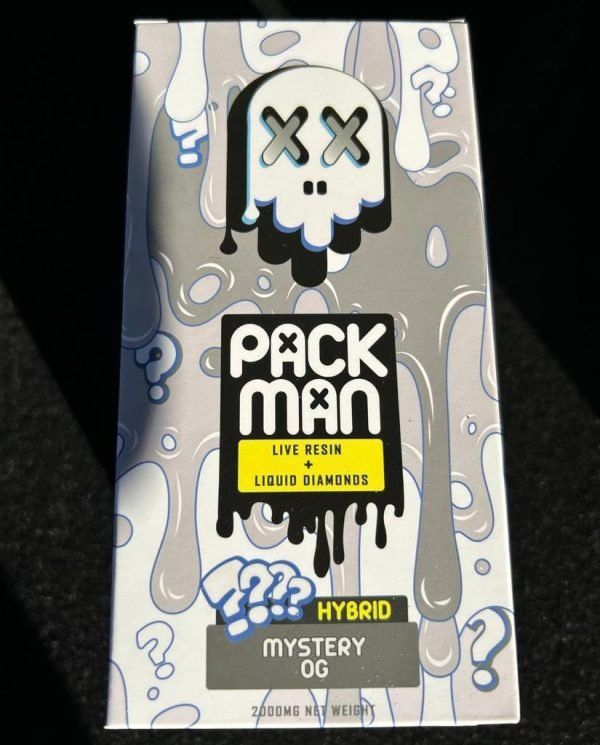 PACK
MAN
LIVE RESIN
+
LIQUID DIAMONDS
????
HYBRID
MYSTERY
OG
2000MG NET WEIGHT